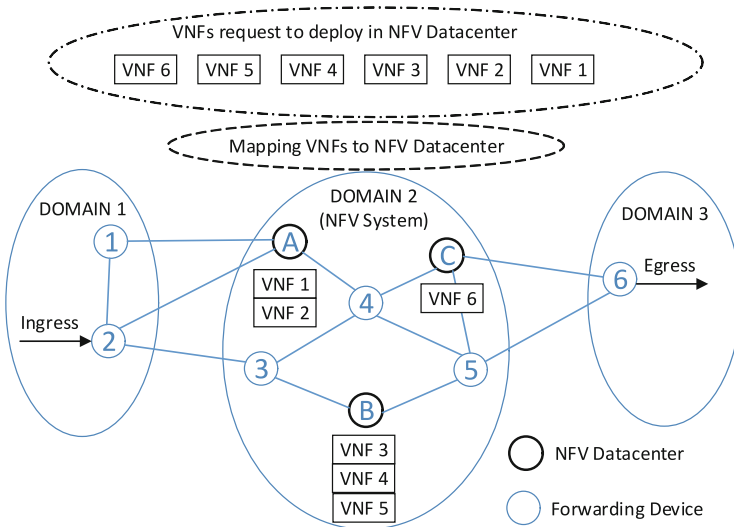 VNFs request to deploy in NFV Datacenter
VNF 6 VNF 5 VNF 4 VNF 3 VNF 2 VNF 1
Mapping VNFs to NFV Datacenter
DOMAIN 1
DOMAIN 2
(NFV System)
DOMAIN 3
1
A
C
VNF 1
VNF 2
4
VNF 6
6
Egress
Ingress
2
3
5
B
VNF 3
VNF 4
VNF 5
NFV Datacenter
Forwarding Device